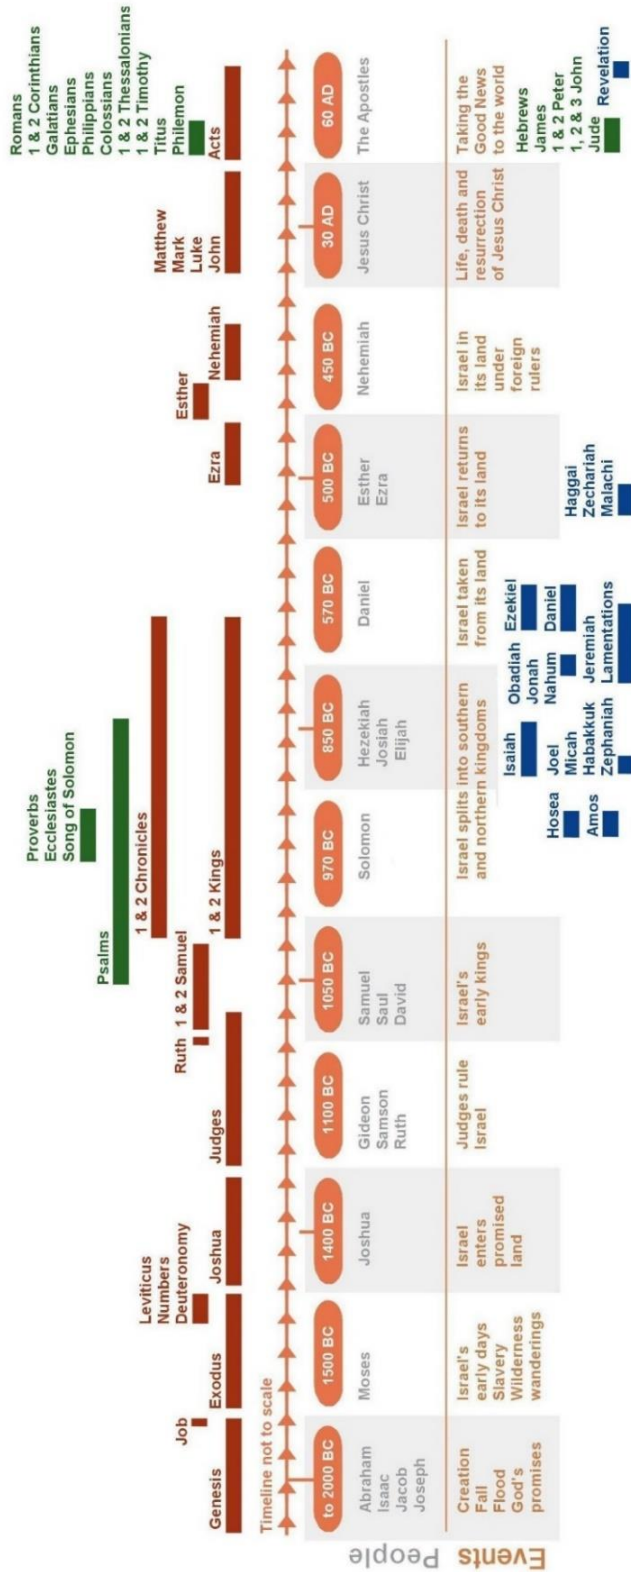 Genesis
Job
Exodus
Leviticus
Numbers
Deuteronomy
Joshua
Judges
Ruth
1 & 2 Samuel
Psalms
1 & 2 Chronicles
1 & 2 Kings
Proverbs
Ecclesiastes
Song of Solomon
Ezra
Esther
Nehemiah
Matthew
Mark
Luke
John
Romans
1 & 2 Corinthians
Galatians
Ephesians
Philppians
Colossians
1 & 2 Thessalonians
1 & 2 Timothy
Titus
Philemon
Acts
Timeline not to scale
to 2000 BC
1500 BC
1400 BC
1100 BC
1050 BC
970 BC
850 BC
570 BC
500 BC
450 BC
30 AD
60 AD
People
Abraham
Isaac
Jacob
Joseph
Moses
Joshua
Gideon
Samson
Ruth
Samuel
Saul
David
Solomon
Hezekiah
Josiah
Elijah
Daniel
Esther
Ezra
Nehemiah
Jesus Christ
The Apostles
Events
Creation
Fall
Flood
God's
promises
Israel's
early days
Slavery
Wilderness
wanderings
Israel
enters
promised
land
Judges rule
Israel
Israel's
early kings
Israel splits into southern
and northern kingdoms
Israel taken
from its land
Israel returns
to its land
Israel in
its land
under
foreign
rulers
Life, death and
resurrection
of Jesus Christ
Taking the
Good News
to the world
Hosea
Amos
Isaiah
Joel
Micah
Habakkuk
Zephaniah
Obadiah
Jonah
Nahum
Jeremiah
Lamentations
Ezekiel
Daniel
Haggai
Zechariah
Malachi
Hebrews
James
1 & 2 Peter
1, 2 & 3 John
Jude
Revelation